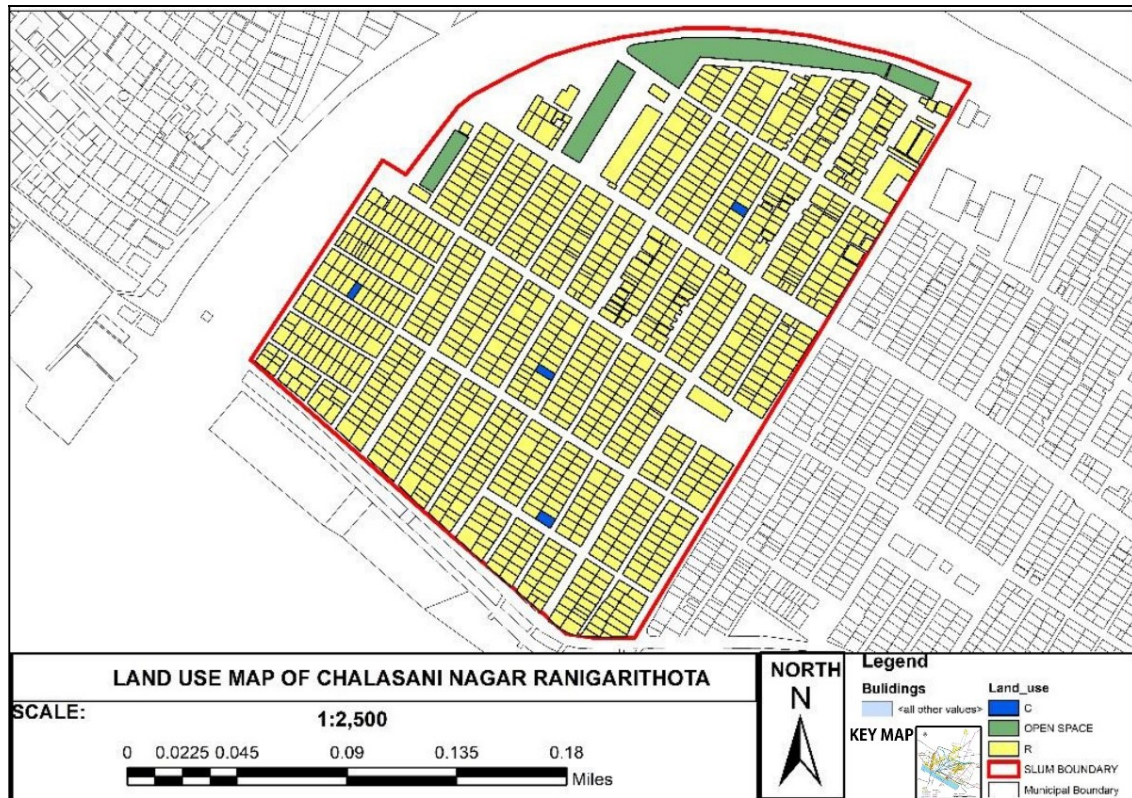 LAND USE MAP OF CHALASANI NAGAR RANIGARITHOTA
SCALE:
1:2,500
0 0.0225 0.045 0.09 0.135 0.18
Miles
NORTH
N
Legend
Bulidings
<all other values>
KEY MAP
Land_use
C
OPEN SPACE
R
SLUM BOUNDARY
Municipal Boundary